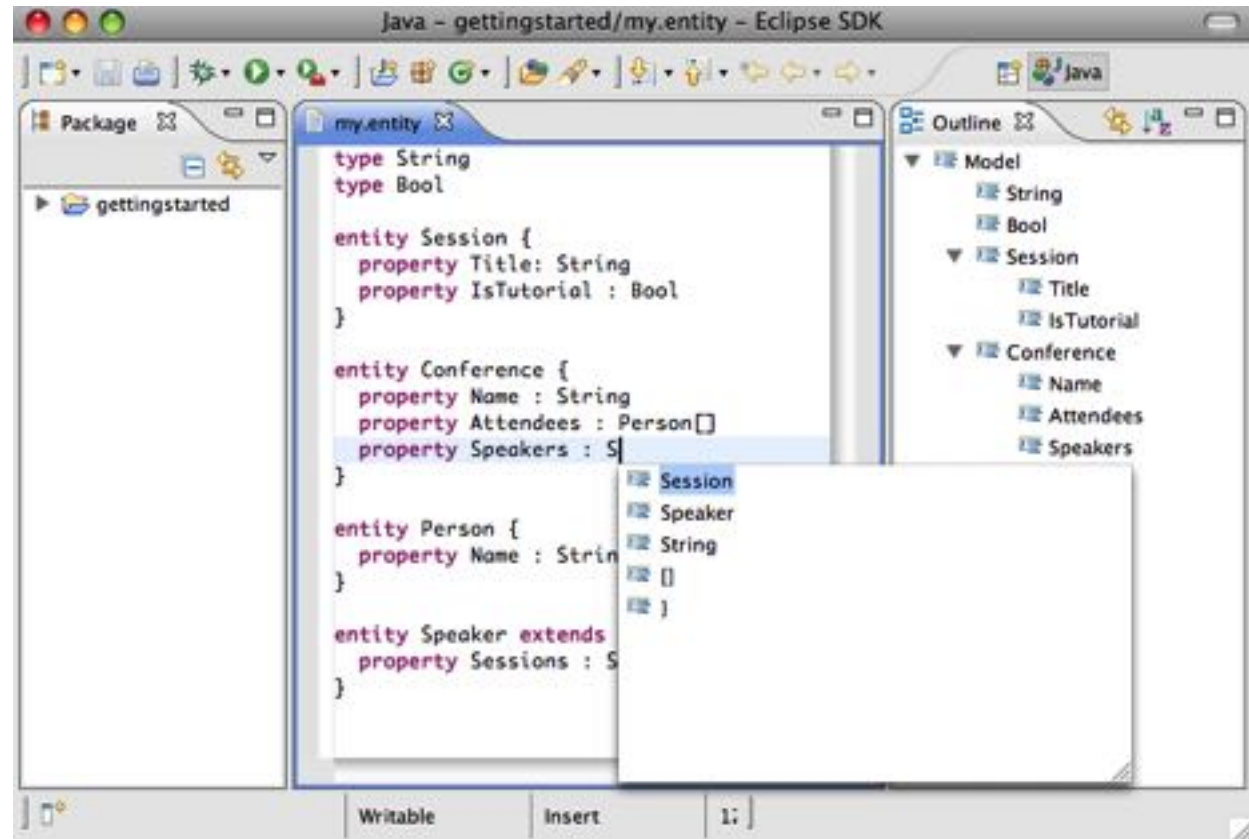 Java – gettingstarted/my.entity – Eclipse SDK
Java
Package
gettingstarted
my.entity
type String
type Bool
entity Session {
property Title: String
property IsTutorial : Bool
}
entity Conference {
property Name : String
property Attendees : Person[]
property Speakers : S
}
entity Person {
property Name : Strin
}
entity Speaker extends
property Sessions : S
}
Session
Speaker
String
[]
}
Outline
Model
String
Bool
Session
Title
IsTutorial
Conference
Name
Attendees
Speakers
Writable
Insert